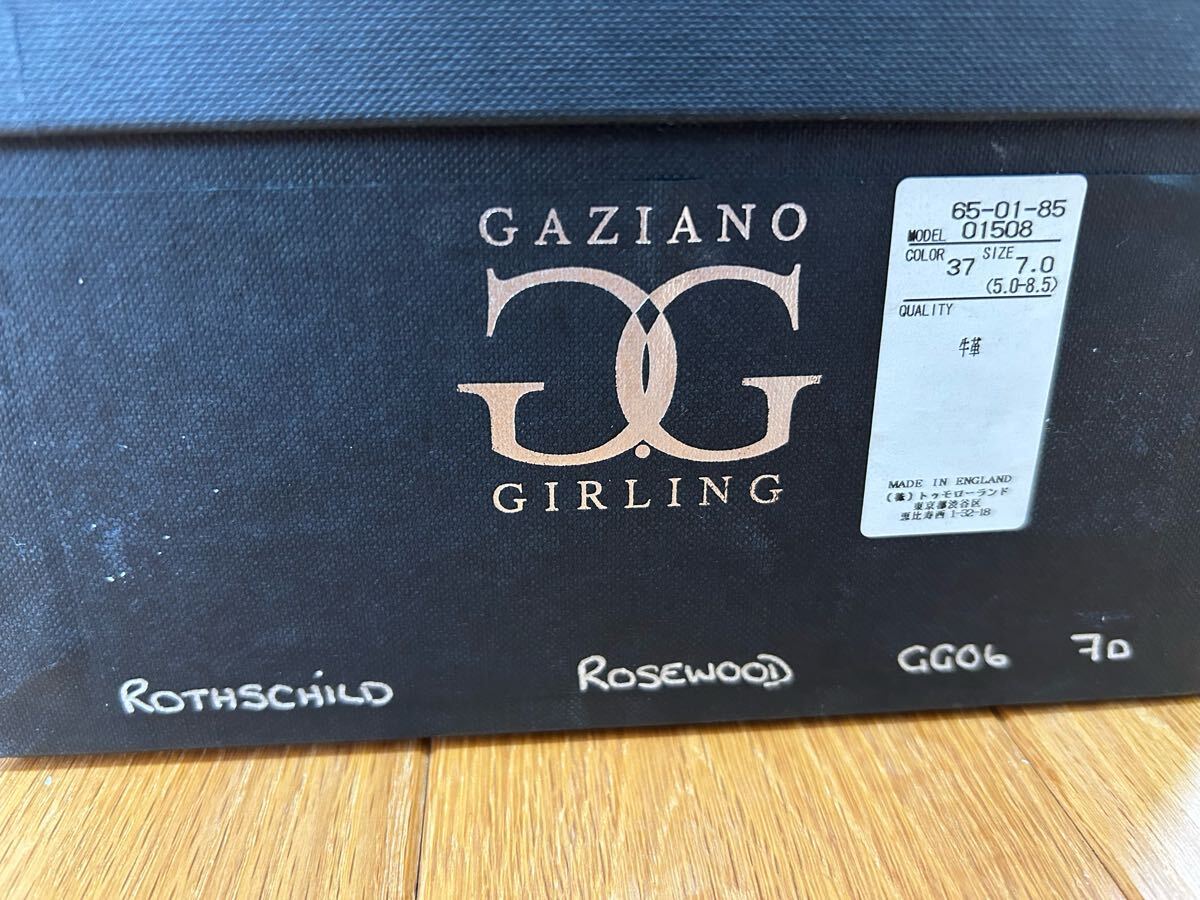 GAZIANO
GG
GIRLING
65-01-85
MODEL 01508
COLOR 37 SIZE 7.0
(5.0-8.5)
QUALITY
牛革
MADE IN ENGLAND
(株)トゥモローランド
東京都渋谷区
恵比寿西 1-32-18
ROTHSCHILD ROSEWOOD GG06 7D